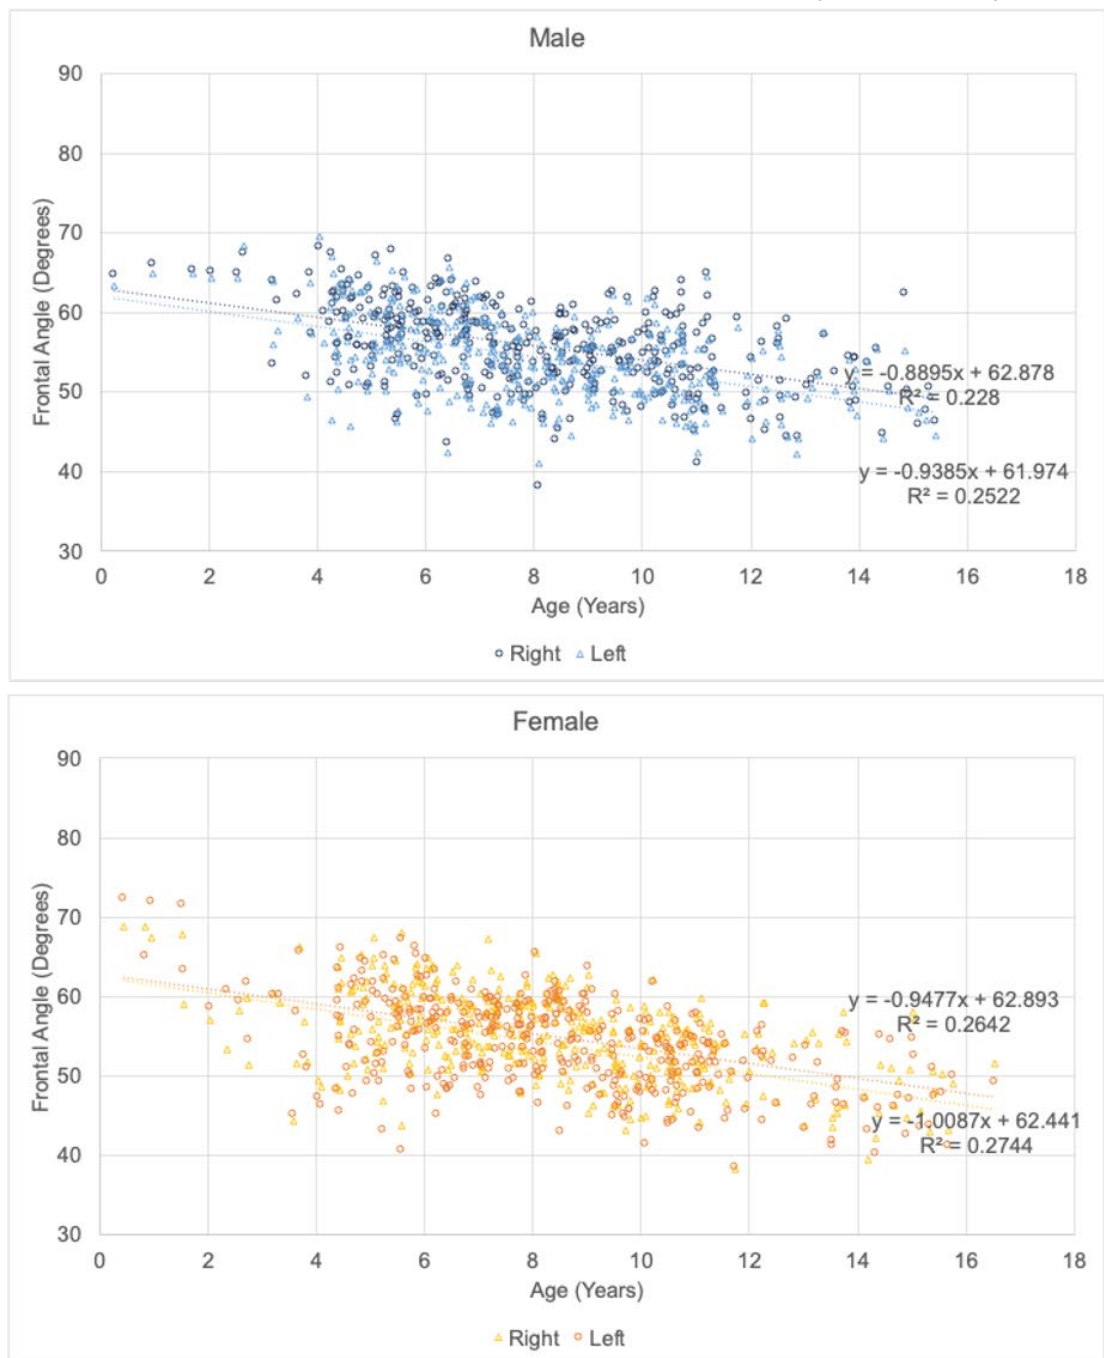 Male
90
80
70
60
50
40
30
Frontal Angle (Degrees)
y = -0.8895x + 62.878
R² = 0.228
y = -0.9385x + 61.974
R² = 0.2522
0 2 4 6 8 10 12 14 16 18
Age (Years)
Right Left
Female
90
80
70
60
50
40
30
Frontal Angle (Degrees)
y = -0.9477x + 62.893
R² = 0.2642
y = -1.0087x + 62.441
R² = 0.2744
0 2 4 6 8 10 12 14 16 18
Age (Years)
Right Left